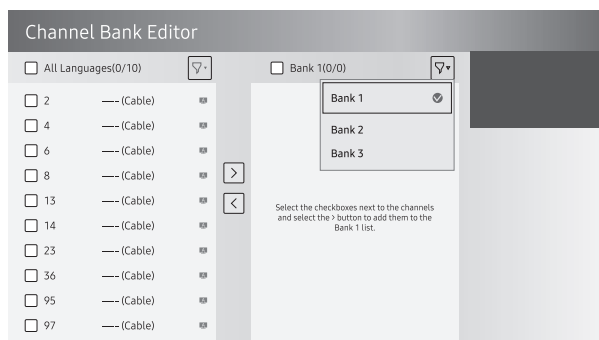 Channel Bank Editor
All Languages(0/10)
Bank 1(0/0)
2 –––– (Cable)
4 –––– (Cable)
6 –––– (Cable)
8 –––– (Cable)
13 –––– (Cable)
14 –––– (Cable)
23 –––– (Cable)
36 –––– (Cable)
95 –––– (Cable)
97 –––– (Cable)
>
<
Bank 1
Bank 2
Bank 3
Select the checkboxes next to the channels
and select the > button to add them to the
Bank 1 list.